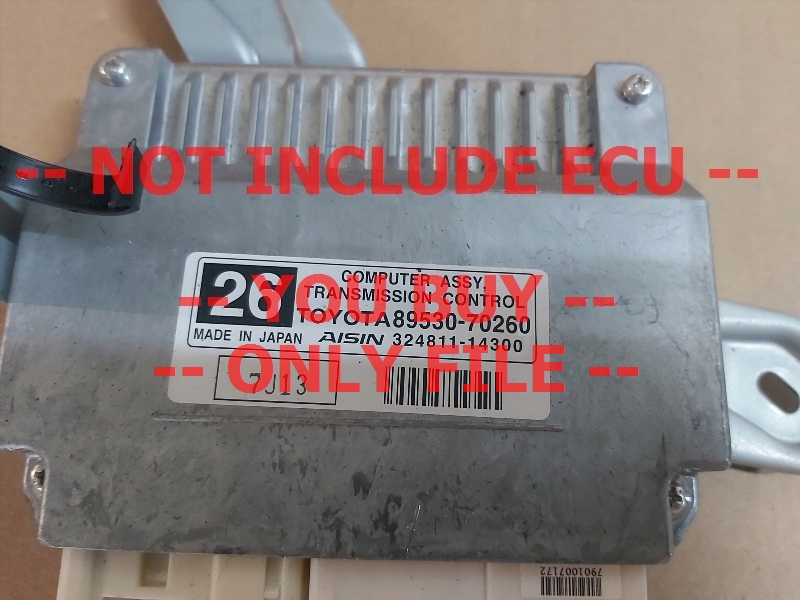 -- NOT INCLUDE ECU --
26
COMPUTER ASSY,
TRANSMISSION CONTROL
-- YOU BUY --
TOYOTA 89530-70260
MADE IN JAPAN AISIN 324811-14300
-- ONLY FILE --
7J13
7901007172